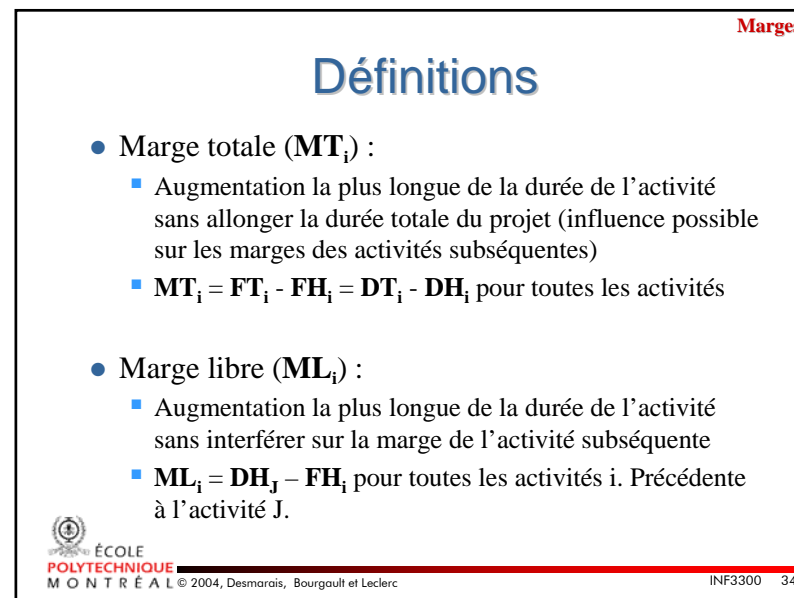 Marges
Définitions
● Marge totale (MTi) :
▪ Augmentation la plus longue de la durée de l’activité
sans allonger la durée totale du projet (influence possible
sur les marges des activités subséquentes)
▪ MTi = FTi - FHi = DTi - DHi pour toutes les activités
● Marge libre (MLi) :
▪ Augmentation la plus longue de la durée de l’activité
sans interférer sur la marge de l’activité subséquente
▪ MLi = DHJ – FHi pour toutes les activités i. Précédente
à l’activité J.
ÉCOLE
POLYTECHNIQUE
MONTRÉAL © 2004, Desmarais, Bourgault et Leclerc
INF3300 34